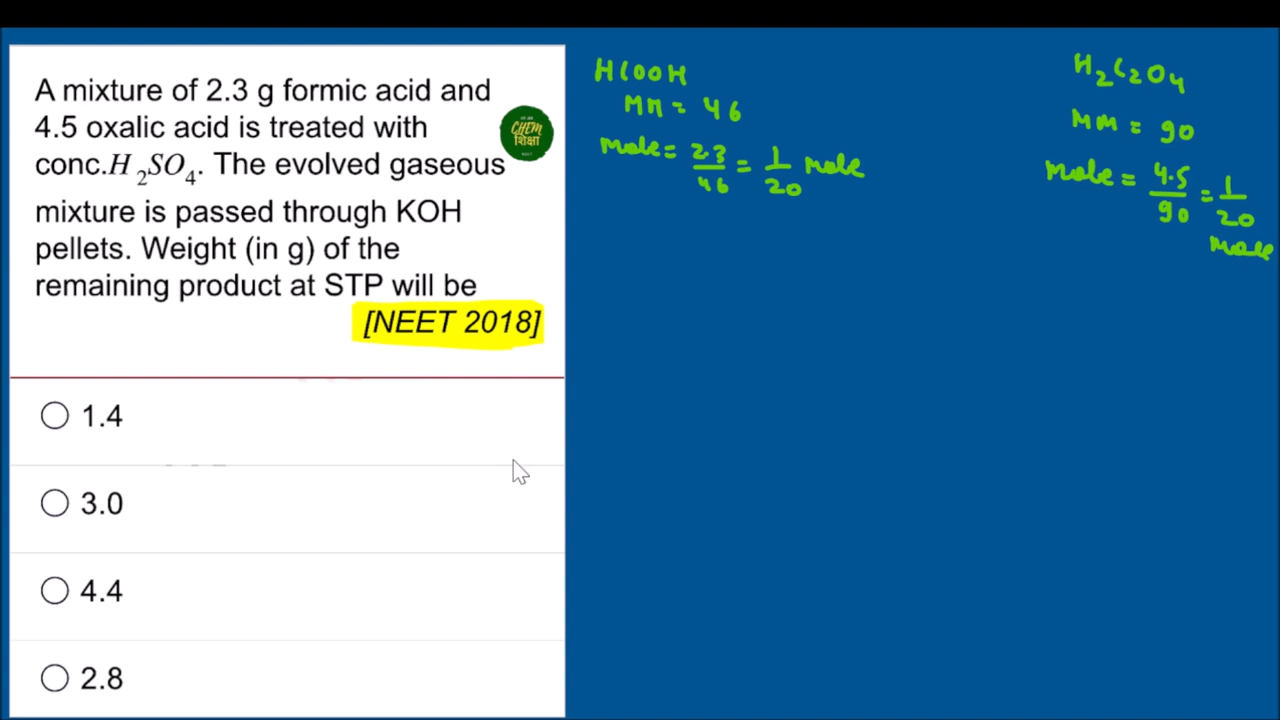 A mixture of 2.3 g formic acid and
4.5 oxalic acid is treated with
conc.H₂SO₄. The evolved gaseous
mixture is passed through KOH
pellets. Weight (in g) of the
remaining product at STP will be
[NEET 2018]
CHEM
शिक्षा
1.4
3.0
4.4
2.8
HCOOH
MM = 46
Mole = 2.3/46 = 1/20 Mole
H₂C₂O₄
MM = 90
Mole = 4.5/90 = 1/20
Mole